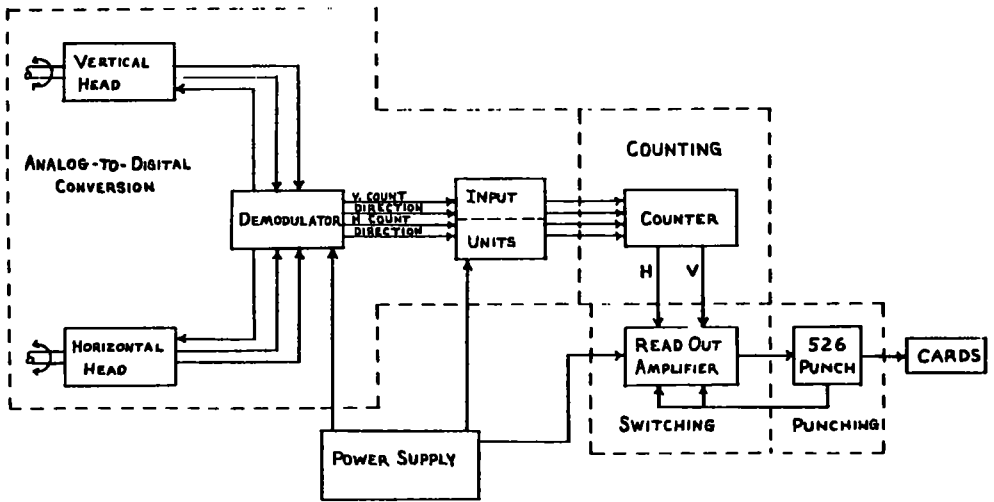 VERTICAL
HEAD
ANALOG-TO-DIGITAL
CONVERSION
DEMODULATOR
V. COUNT
DIRECTION
H COUNT
DIRECTION
INPUT
UNITS
COUNTING
COUNTER
H V
HORIZONTAL
HEAD
READ OUT
AMPLIFIER
526
PUNCH
CARDS
SWITCHING
PUNCHING
POWER SUPPLY